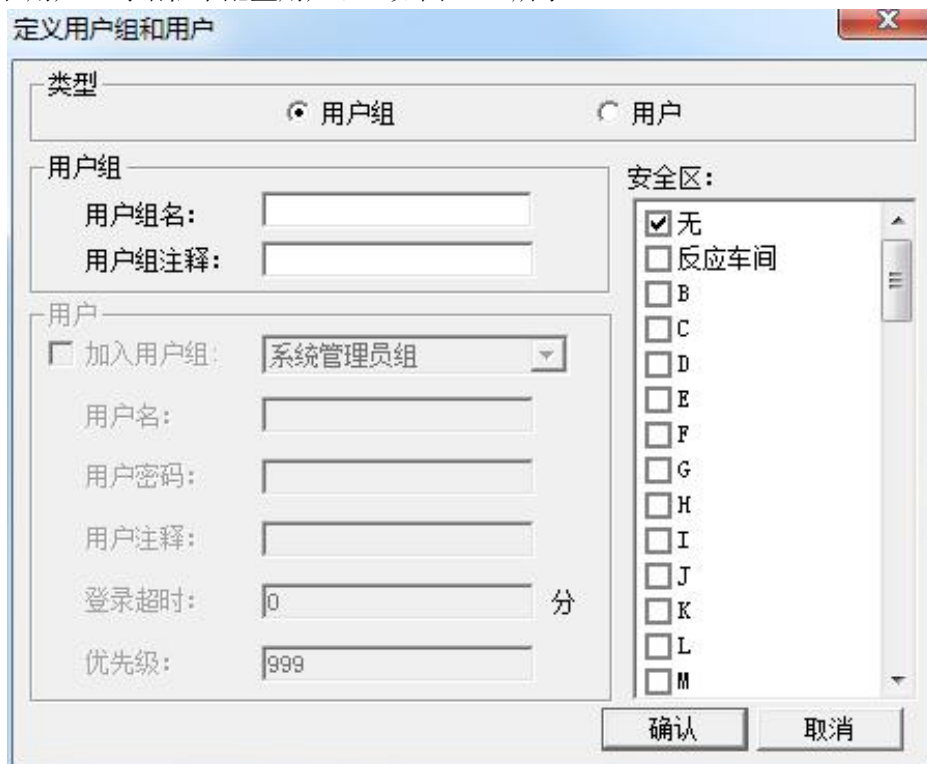 定义用户组和用户
类型
用户组
用户
用户组
用户组名:
用户组注释:
安全区:
无
反应车间
B
C
D
E
F
G
H
I
J
K
L
M
用户
加入用户组:
系统管理员组
用户名:
用户密码:
用户注释:
登录超时:
0
分
优先级:
999
确认
取消